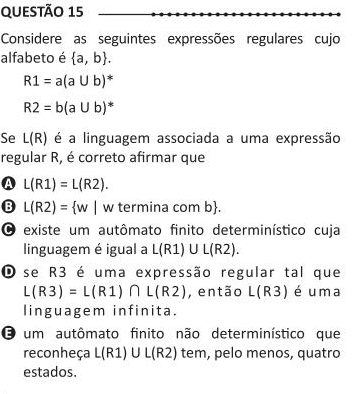 QUESTÃO 15
Considere as seguintes expressões regulares cujo
alfabeto é {a, b}.
R1 = a(a U b)*
R2 = b(a U b)*
Se L(R) é a linguagem associada a uma expressão
regular R, é correto afirmar que
A L(R1) = L(R2).
B L(R2) = {w | w termina com b}.
C existe um autômato finito determinístico cuja
linguagem é igual a L(R1) U L(R2).
D se R3 é uma expressão regular tal que
L(R3) = L(R1) ⋂ L(R2), então L(R3) é uma
linguagem infinita.
E um autômato finito não determinístico que
reconheça L(R1) U L(R2) tem, pelo menos, quatro
estados.